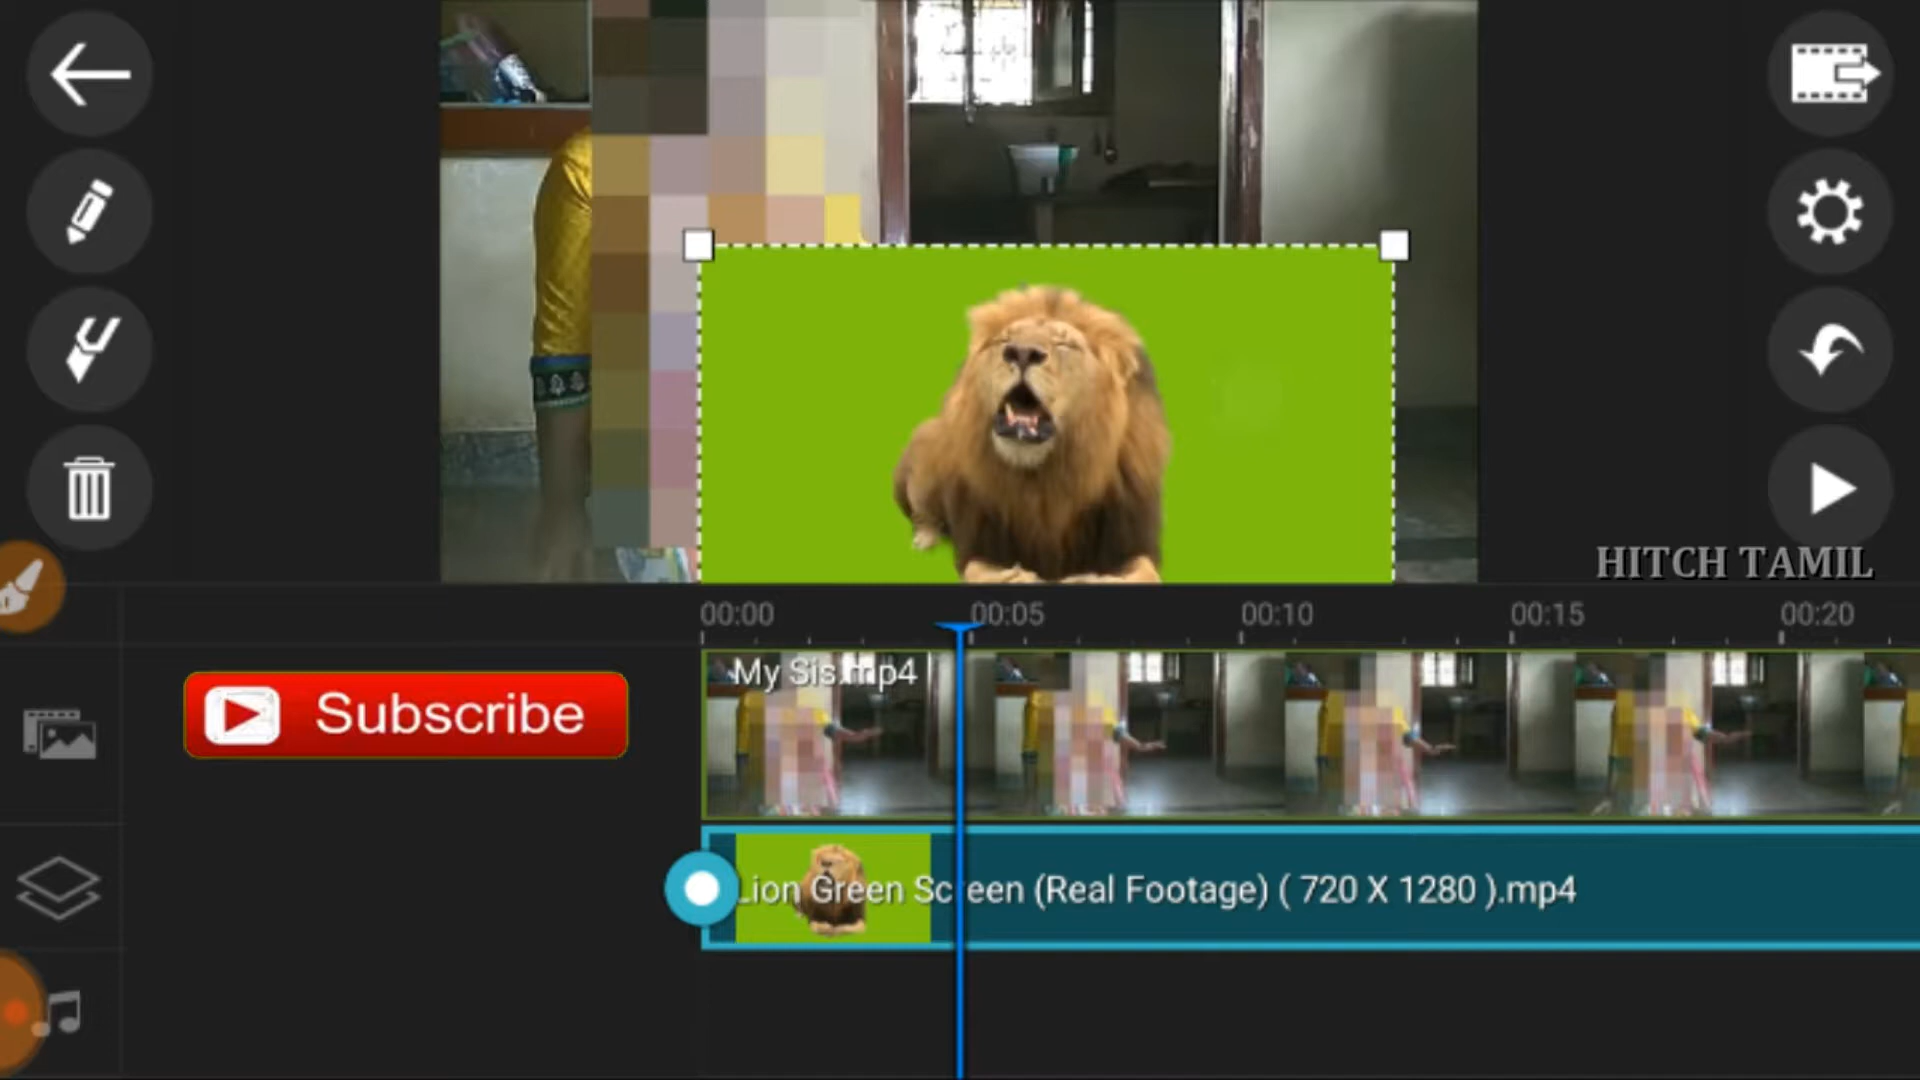 HITCH TAMIL
00:00 00:05 00:10 00:15 00:20
My Sis.mp4
Subscribe
Lion Green Screen (Real Footage) ( 720 X 1280 ).mp4